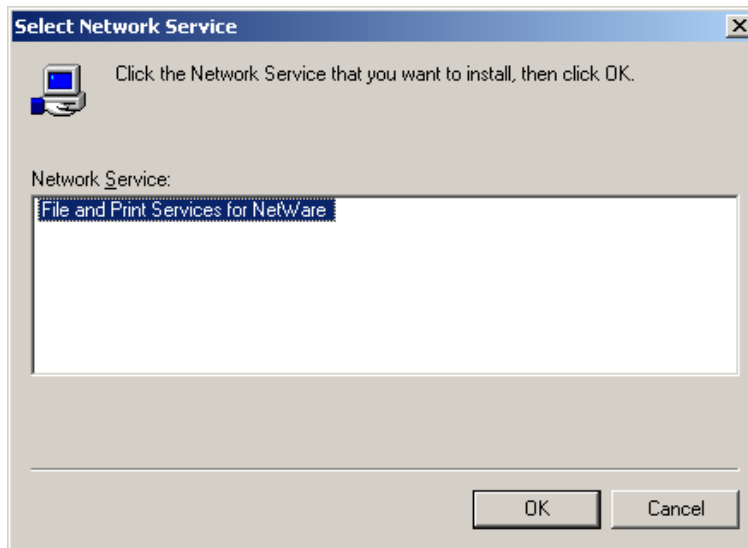 Select Network Service
Click the Network Service that you want to install, then click OK.
Network Service:
File and Print Services for NetWare
OK
Cancel